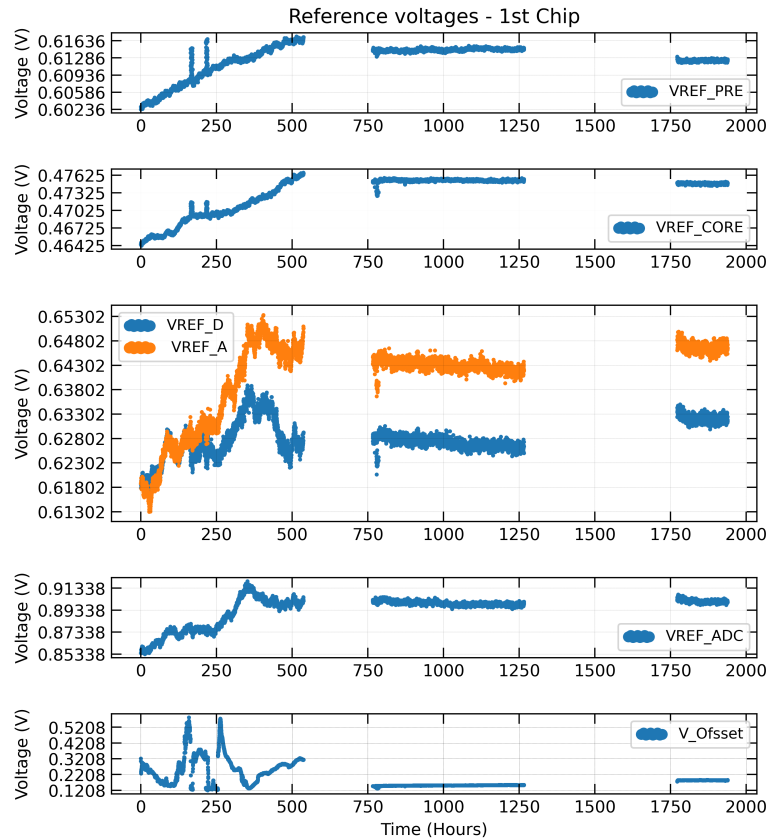 Reference voltages - 1st Chip
Voltage (V)
0.61636
0.61286
0.60936
0.60586
0.60236
VREF_PRE
0 250 500 750 1000 1250 1500 1750 2000
Voltage (V)
0.47625
0.47325
0.47025
0.46725
0.46425
VREF_CORE
0 250 500 750 1000 1250 1500 1750 2000
Voltage (V)
0.65302
0.64802
0.64302
0.63802
0.63302
0.62802
0.62302
0.61802
0.61302
VREF_D
VREF_A
0 250 500 750 1000 1250 1500 1750 2000
Voltage (V)
0.91338
0.89338
0.87338
0.85338
VREF_ADC
0 250 500 750 1000 1250 1500 1750 2000
Voltage (V)
0.5208
0.4208
0.3208
0.2208
0.1208
V_Ofsset
0 250 500 750 1000 1250 1500 1750 2000
Time (Hours)